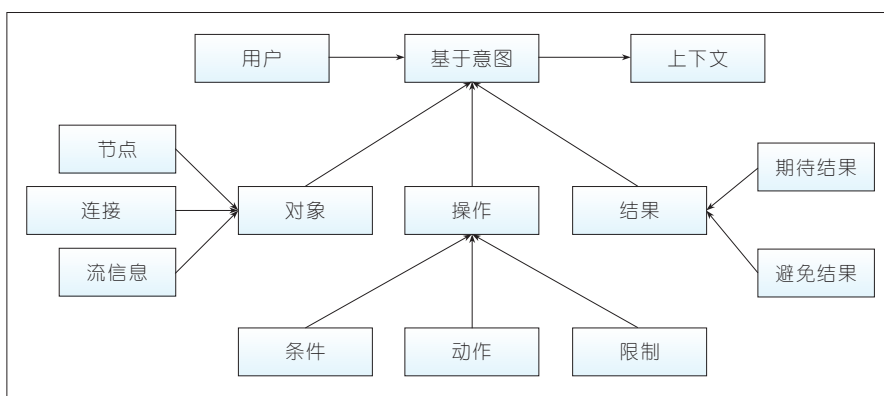 用户
基于意图
上下文
节点
期待结果
连接
对象
操作
结果
流信息
避免结果
条件
动作
限制